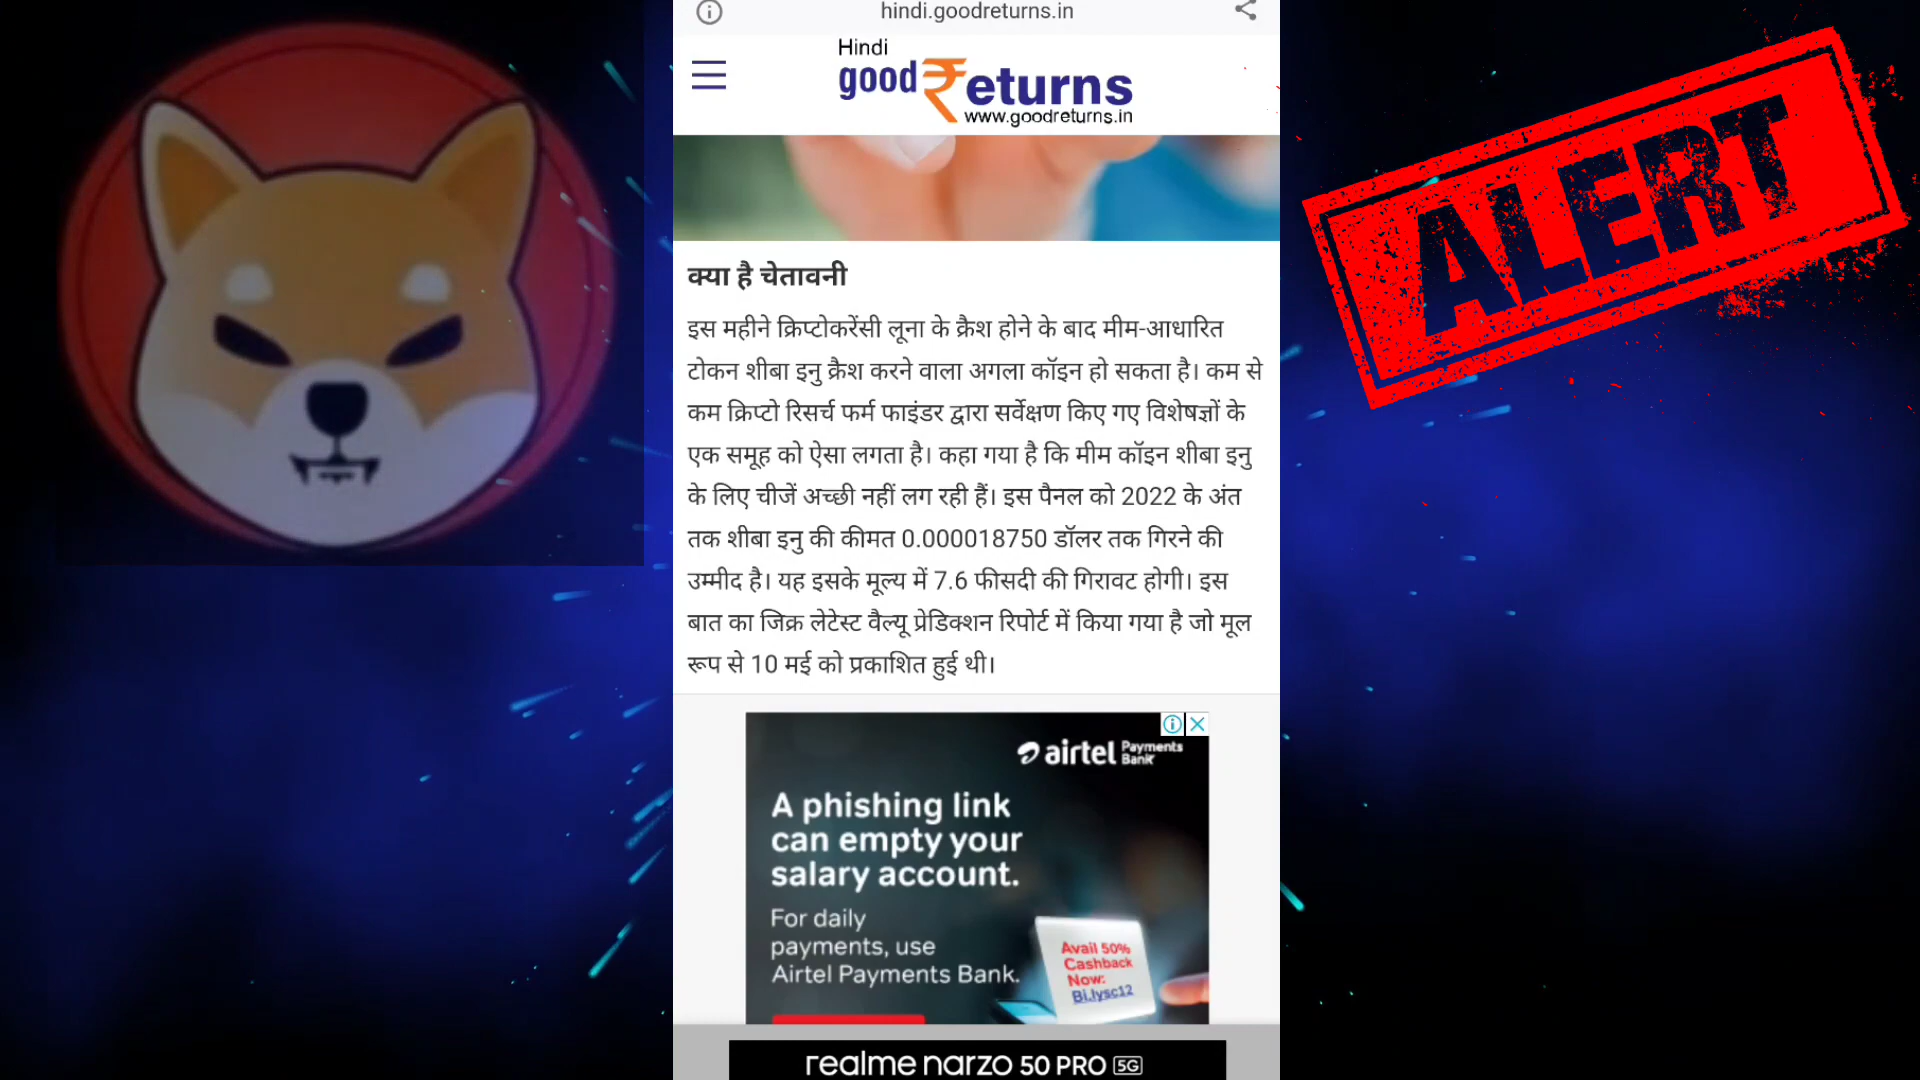 hindi.goodreturns.in
Hindi
good₹eturns
www.goodreturns.in
ALERT
क्या है चेतावनी
इस महीने क्रिप्टोकरेंसी लूना के क्रैश होने के बाद मीम-आधारित
टोकन शीबा इनु क्रैश करने वाला अगला कॉइन हो सकता है। कम से
कम क्रिप्टो रिसर्च फर्म फाइंडर द्वारा सर्वेक्षण किए गए विशेषज्ञों के
एक समूह को ऐसा लगता है। कहा गया है कि मीम कॉइन शीबा इनु
के लिए चीजें अच्छी नहीं लग रही हैं। इस पैनल को 2022 के अंत
तक शीबा इनु की कीमत 0.000018750 डॉलर तक गिरने की
उम्मीद है। यह इसके मूल्य में 7.6 फीसदी की गिरावट होगी। इस
बात का जिक्र लेटेस्ट वैल्यू प्रेडिक्शन रिपोर्ट में किया गया है जो मूल
रूप से 10 मई को प्रकाशित हुई थी।
airtel Payments
Bank
A phishing link
can empty your
salary account.
For daily
payments, use
Airtel Payments Bank.
Avail 50%
Cashback
Now:
Bi.lysc12
realme narzo 50 PRO 5G